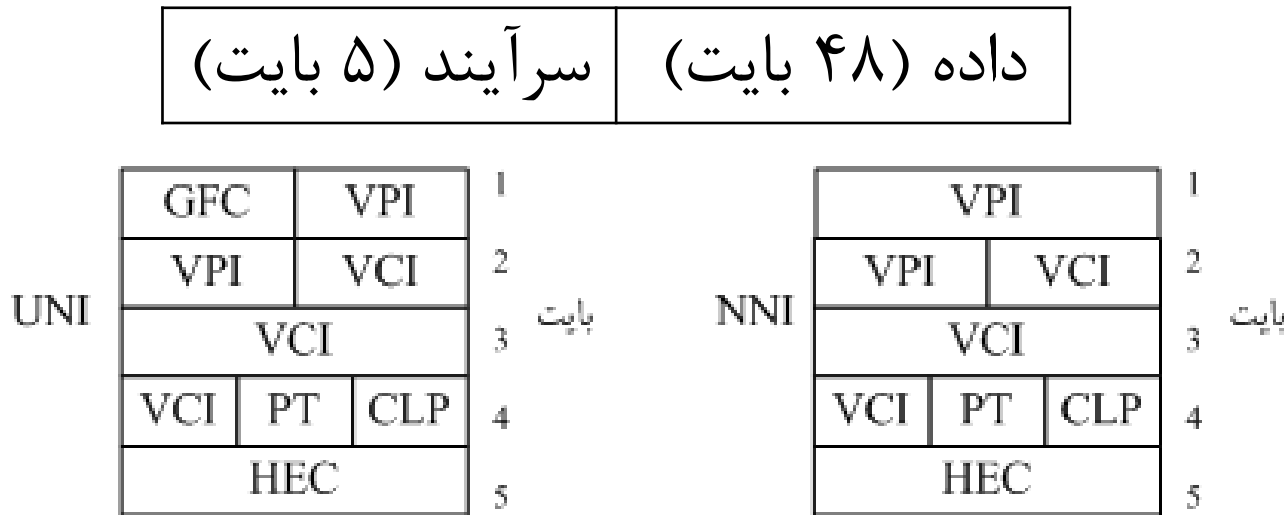 سرآیند (۵ بایت) داده (۴۸ بایت)
UNI
GFC VPI 1
VPI VCI 2
VCI 3
VCI PT CLP 4
HEC 5
بایت
NNI
VPI 1
VPI VCI 2
VCI 3
VCI PT CLP 4
HEC 5
بایت